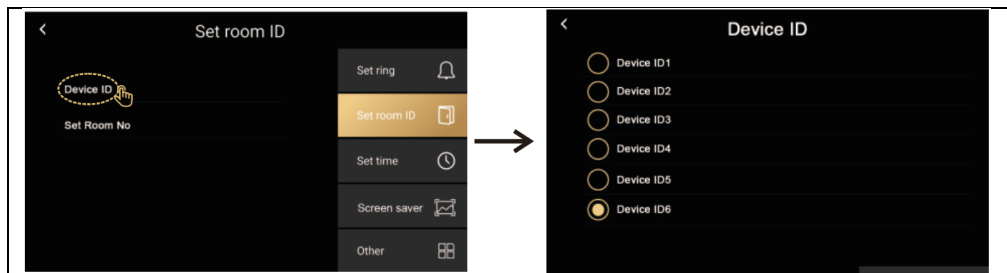 Set room ID
Device ID
Set Room No
Set ring
Set room ID
Set time
Screen saver
Other
Device ID
Device ID1
Device ID2
Device ID3
Device ID4
Device ID5
Device ID6